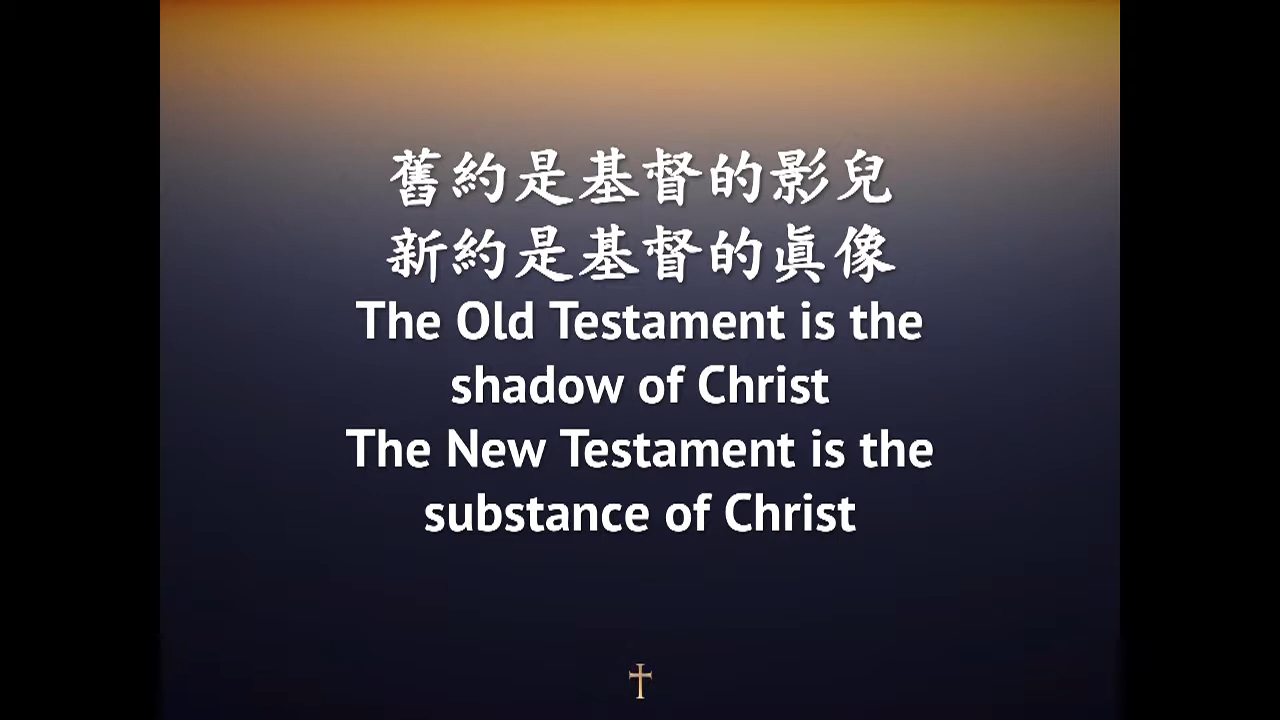 舊約是基督的影兒
新約是基督的眞像
The Old Testament is the
shadow of Christ
The New Testament is the
substance of Christ